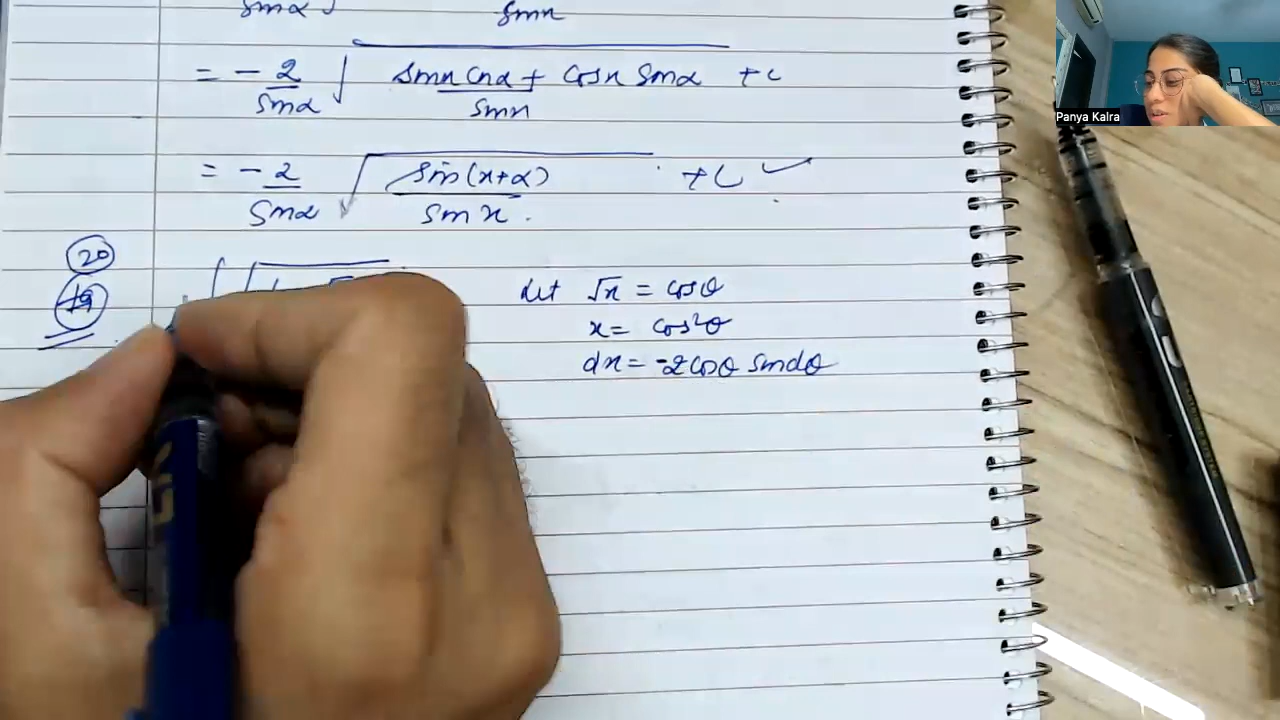 sinα √ sinx
= -2/sinα √ sinx cosα + cosx sinα / sinx + c
= -2/sinα √ sin(x+α) / sinx . + C ✓
20
19
∫ √
Let √x = cosθ
x = cos²θ
dx = -2cosθ sindθ
Panya Kalra